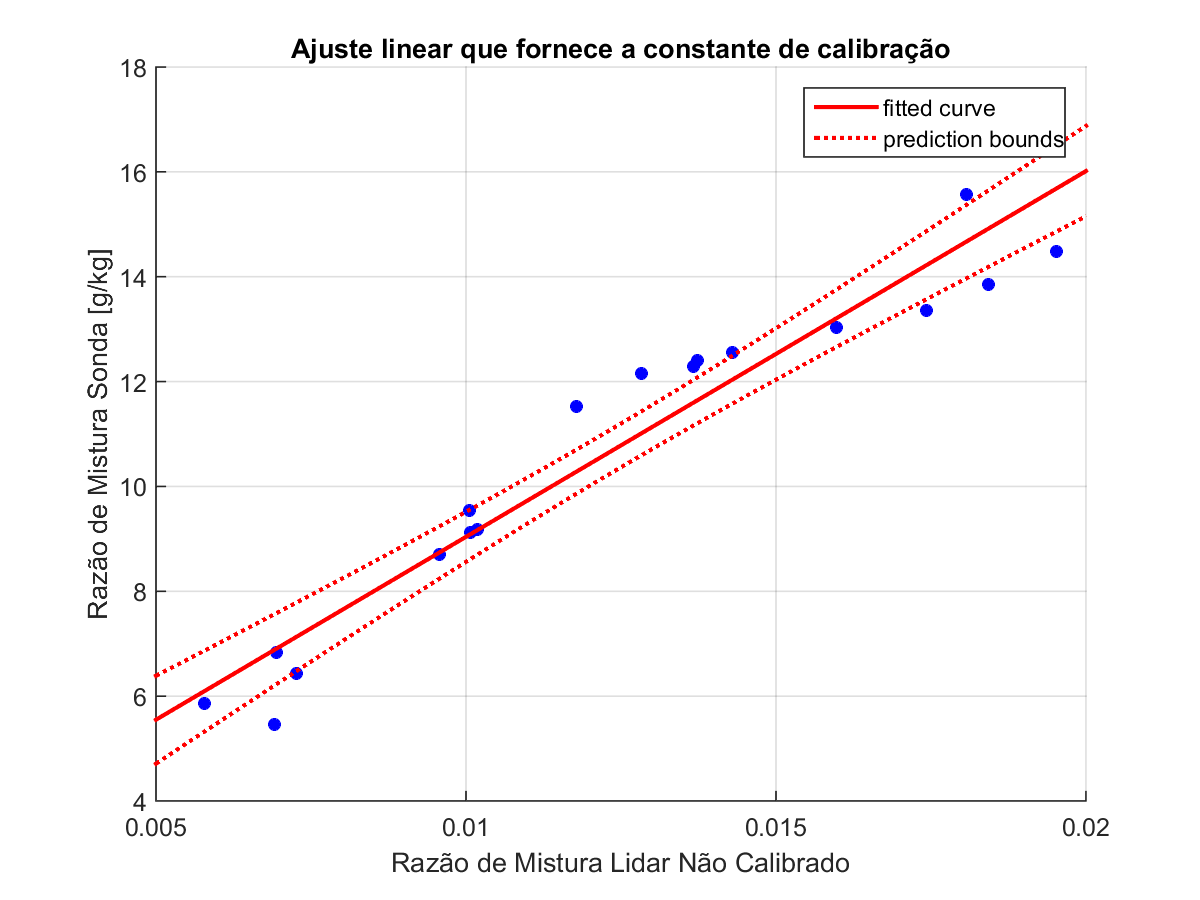 Ajuste linear que fornece a constante de calibração
fitted curve
prediction bounds
Razão de Mistura Sonda [g/kg]
18
16
14
12
10
8
6
4
0.005 0.01 0.015 0.02
Razão de Mistura Lidar Não Calibrado